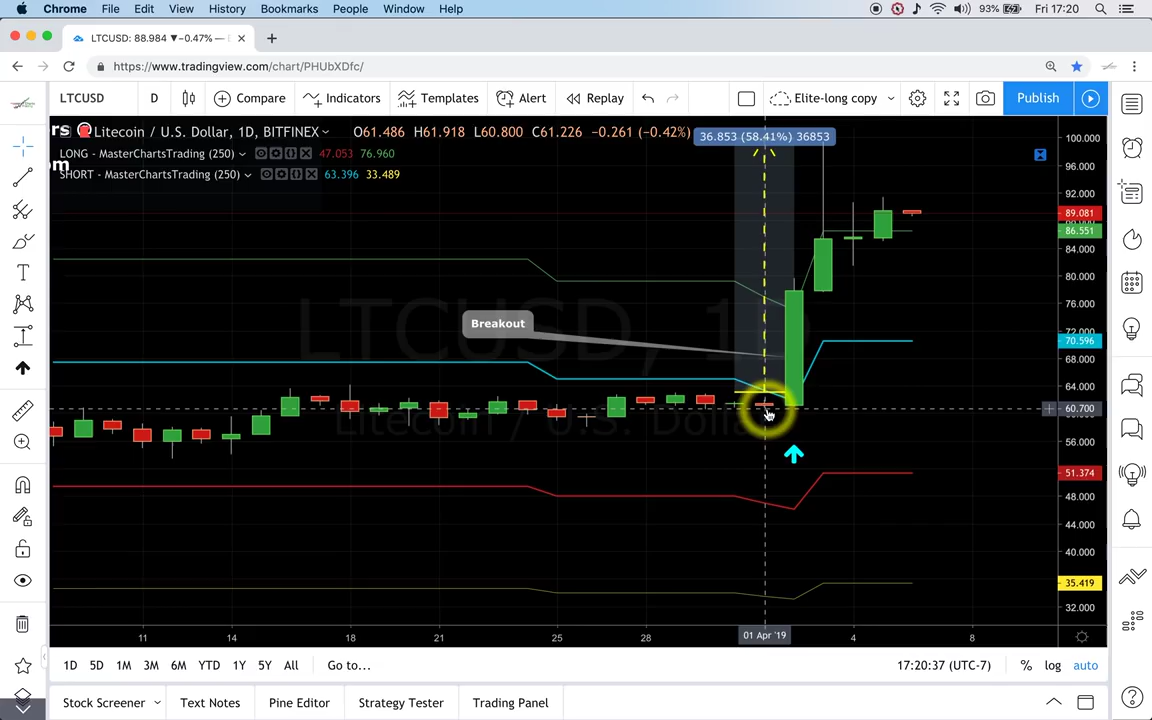 Chrome File Edit View History Bookmarks People Window Help 93% Fri 17:20
LTCUSD: 88.984 ▼−0.47% —
https://www.tradingview.com/chart/PHUbXDfc/
LTCUSD D Compare Indicators Templates Alert Replay Elite-long copy Publish
rs Litecoin / U.S. Dollar, 1D, BITFINEX O61.486 H61.918 L60.800 C61.226 −0.261 (−0.42%)
36.853 (58.41%) 36853
LONG - MasterChartsTrading (250) 47.053 76.960
om
SHORT - MasterChartsTrading (250) 63.396 33.489
100.000
96.000
92.000
89.081
86.551
84.000
80.000
76.000
72.000
70.596
68.000
64.000
60.700
56.000
51.374
48.000
44.000
40.000
35.419
32.000
LTCUSD, 1D
Litecoin / U.S. Dollar
Breakout
11 14 18 21 25 28 01 Apr '19 4 8
1D 5D 1M 3M 6M YTD 1Y 5Y All Go to... 17:20:37 (UTC-7) % log auto
Stock Screener Text Notes Pine Editor Strategy Tester Trading Panel